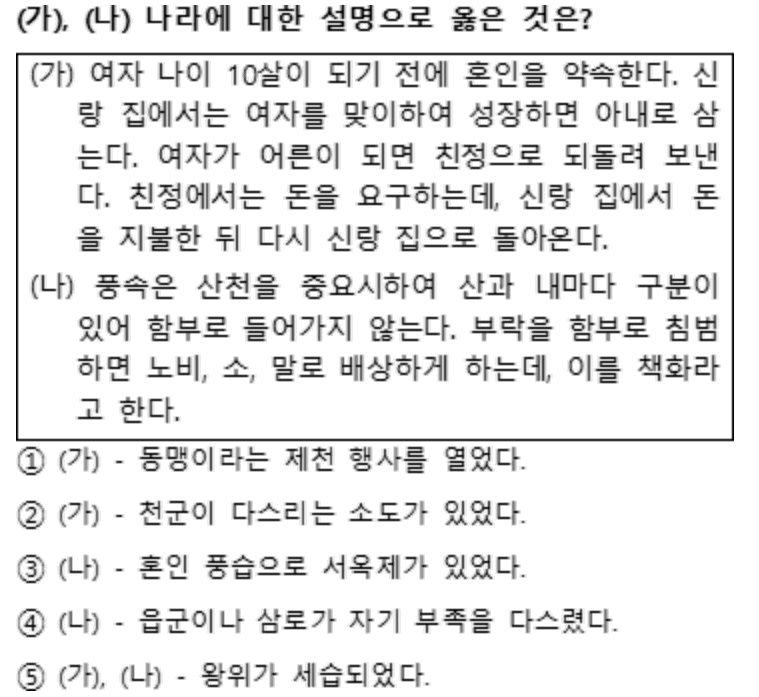 (가), (나) 나라에 대한 설명으로 옳은 것은?
(가) 여자 나이 10살이 되기 전에 혼인을 약속한다. 신
랑 집에서는 여자를 맞이하여 성장하면 아내로 삼
는다. 여자가 어른이 되면 친정으로 되돌려 보낸
다. 친정에서는 돈을 요구하는데, 신랑 집에서 돈
을 지불한 뒤 다시 신랑 집으로 돌아온다.
(나) 풍속은 산천을 중요시하여 산과 내마다 구분이
있어 함부로 들어가지 않는다. 부락을 함부로 침범
하면 노비, 소, 말로 배상하게 하는데, 이를 책화라
고 한다.
① (가) - 동맹이라는 제천 행사를 열었다.
② (가) - 천군이 다스리는 소도가 있었다.
③ (나) - 혼인 풍습으로 서옥제가 있었다.
④ (나) - 읍군이나 삼로가 자기 부족을 다스렸다.
⑤ (가), (나) - 왕위가 세습되었다.